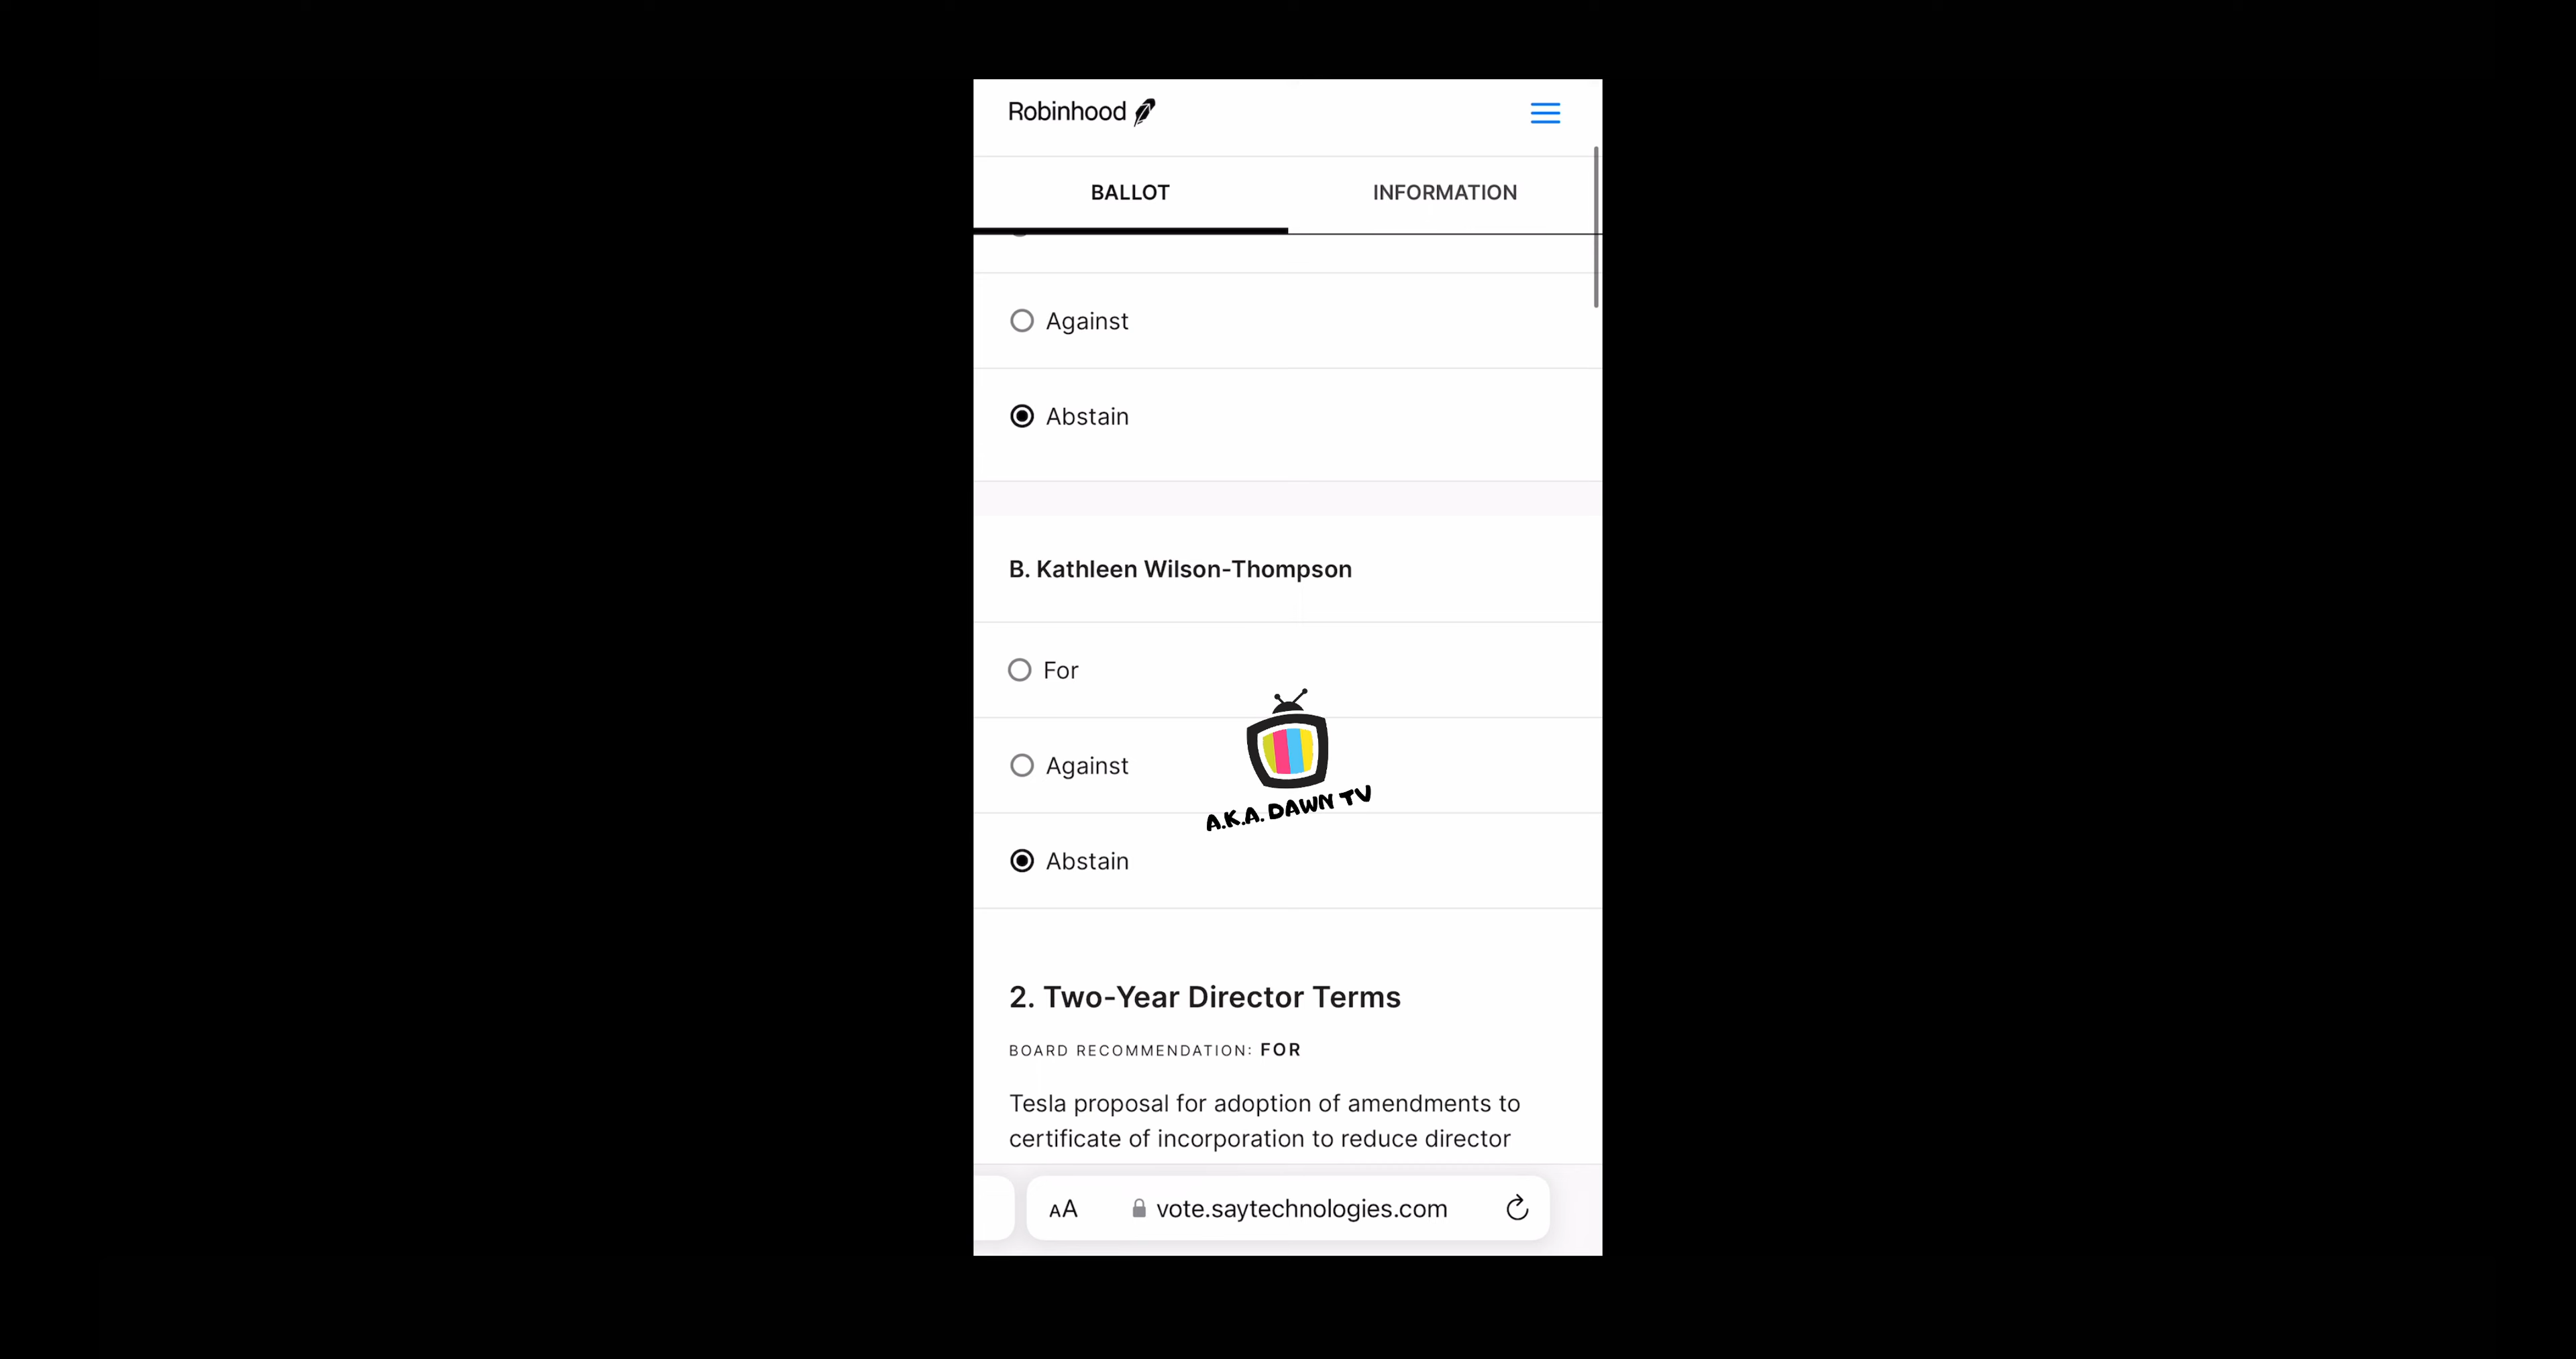 Robinhood
BALLOT INFORMATION
Against
Abstain
B. Kathleen Wilson-Thompson
For
Against
A.K.A. DAWN TV
Abstain
2. Two-Year Director Terms
BOARD RECOMMENDATION: FOR
Tesla proposal for adoption of amendments to
certificate of incorporation to reduce director
AA vote.saytechnologies.com